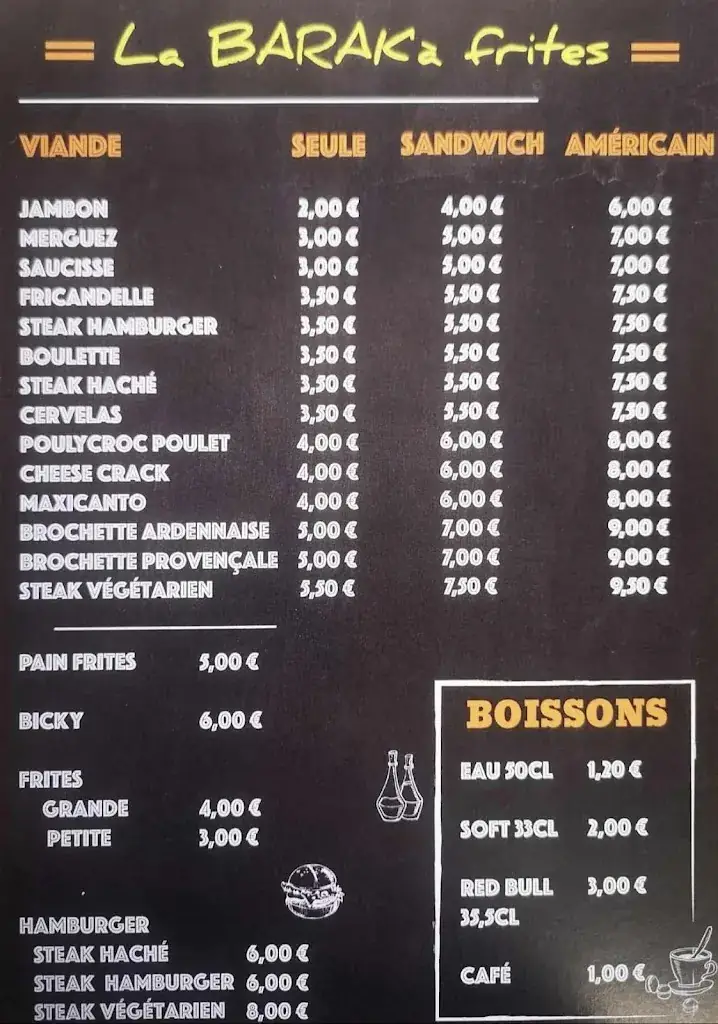 La BARAKà frites
VIANDE SEULE SANDWICH AMÉRICAIN
JAMBON 2,00 € 4,00 € 6,00 €
MERGUEZ 3,00 € 5,00 € 7,00 €
SAUCISSE 3,00 € 5,00 € 7,00 €
FRICANDELLE 3,50 € 5,50 € 7,50 €
STEAK HAMBURGER 3,50 € 5,50 € 7,50 €
BOULETTE 3,50 € 5,50 € 7,50 €
STEAK HACHÉ 3,50 € 5,50 € 7,50 €
CERVELAS 3,50 € 5,50 € 7,50 €
POULYCROC POULET 4,00 € 6,00 € 8,00 €
CHEESE CRACK 4,00 € 6,00 € 8,00 €
MAXICANTO 4,00 € 6,00 € 8,00 €
BROCHETTE ARDENNAISE 5,00 € 7,00 € 9,00 €
BROCHETTE PROVENÇALE 5,00 € 7,00 € 9,00 €
STEAK VÉGÉTARIEN 5,50 € 7,50 € 9,50 €
PAIN FRITES 5,00 €
BICKY 6,00 €
FRITES
GRANDE 4,00 €
PETITE 3,00 €
HAMBURGER
STEAK HACHÉ 6,00 €
STEAK HAMBURGER 6,00 €
STEAK VÉGÉTARIEN 8,00 €
BOISSONS
EAU 50CL 1,20 €
SOFT 33CL 2,00 €
RED BULL 3,00 €
35,5CL
CAFÉ 1,00 €